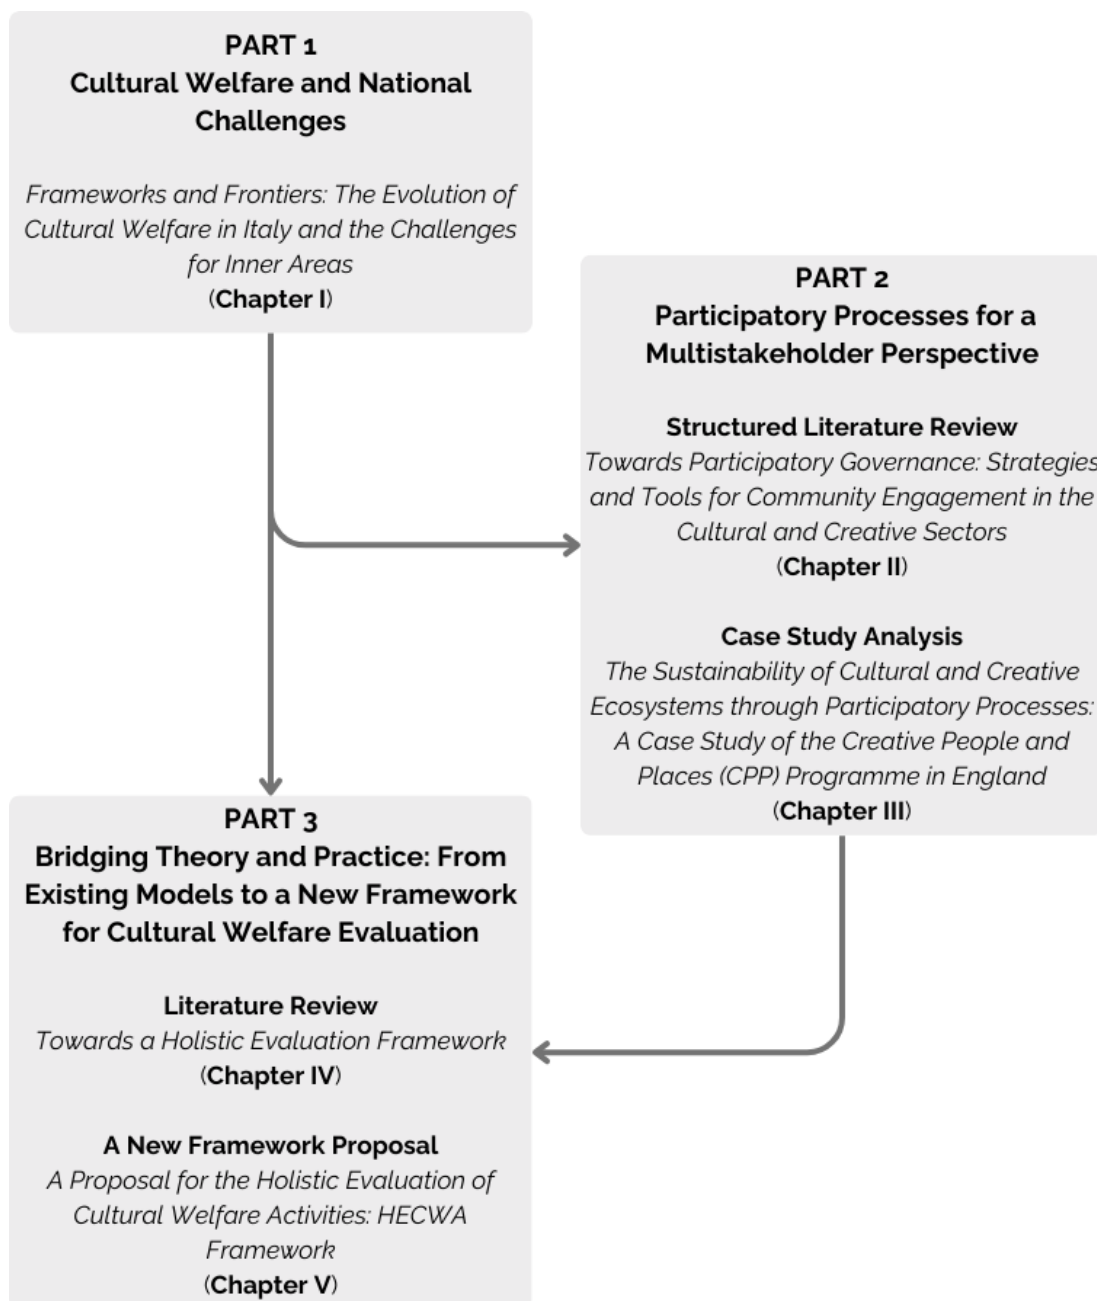 PART 1
Cultural Welfare and National
Challenges
Frameworks and Frontiers: The Evolution of
Cultural Welfare in Italy and the Challenges
for Inner Areas
(Chapter I)
PART 2
Participatory Processes for a
Multistakeholder Perspective
Structured Literature Review
Towards Participatory Governance: Strategies
and Tools for Community Engagement in the
Cultural and Creative Sectors
(Chapter II)
Case Study Analysis
The Sustainability of Cultural and Creative
Ecosystems through Participatory Processes:
A Case Study of the Creative People and
Places (CPP) Programme in England
(Chapter III)
PART 3
Bridging Theory and Practice: From
Existing Models to a New Framework
for Cultural Welfare Evaluation
Literature Review
Towards a Holistic Evaluation Framework
(Chapter IV)
A New Framework Proposal
A Proposal for the Holistic Evaluation of
Cultural Welfare Activities: HECWA
Framework
(Chapter V)